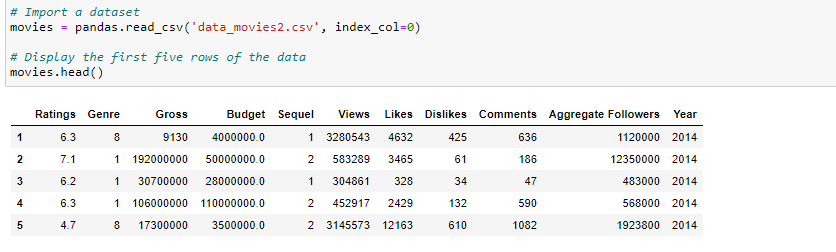 # Import a dataset
movies = pandas.read_csv('data_movies2.csv', index_col=0)
# Display the first five rows of the data
movies.head()
Ratings Genre Gross Budget Sequel Views Likes Dislikes Comments Aggregate Followers Year
1 6.3 8 9130 4000000.0 1 3280543 4632 425 636 1120000 2014
2 7.1 1 192000000 50000000.0 2 583289 3465 61 186 12350000 2014
3 6.2 1 30700000 28000000.0 1 304861 328 34 47 483000 2014
4 6.3 1 106000000 110000000.0 2 452917 2429 132 590 568000 2014
5 4.7 8 17300000 3500000.0 2 3145573 12163 610 1082 1923800 2014